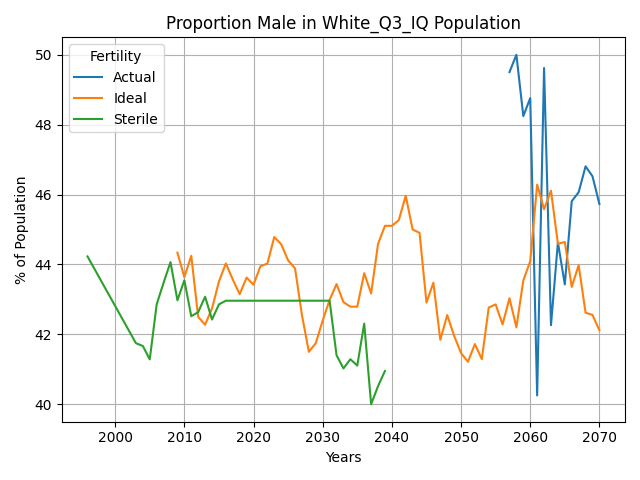 Proportion Male in White_Q3_IQ Population
Fertility
Actual
Ideal
Sterile
% of Population
50
48
46
44
42
40
2000
2010
2020
2030
2040
2050
2060
2070
Years